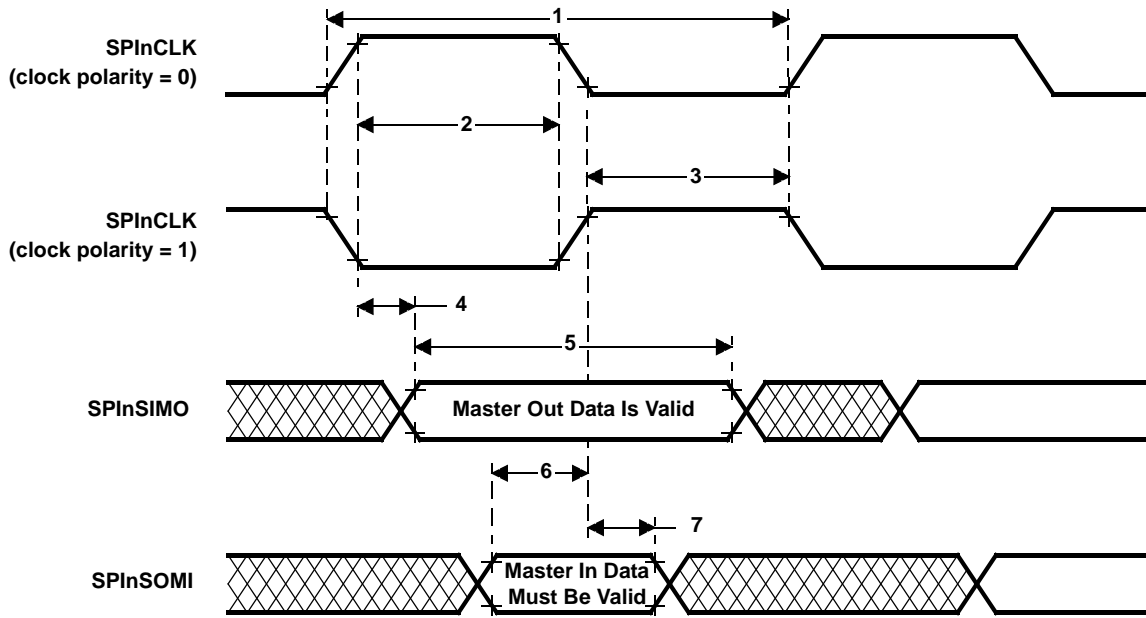 1
SPInCLK
(clock polarity = 0)
2
3
SPInCLK
(clock polarity = 1)
4
5
SPInSIMO
Master Out Data Is Valid
6
7
SPInSOMI
Master In Data
Must Be Valid